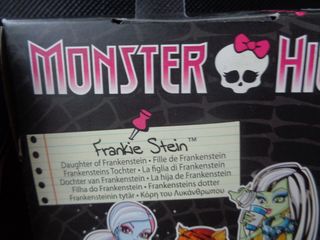 MONSTER HI
Frankie Stein™
Daughter of Frankenstein • Fille de Frankenstein
Frankensteins Tochter • La figlia di Frankenstein
Dochter van Frankenstein • La hija de Frankenstein
Filha do Frankenstein • Frankensteins dotter
Frankensteinin tytär • Κόρη του Λυκάνθρωπου